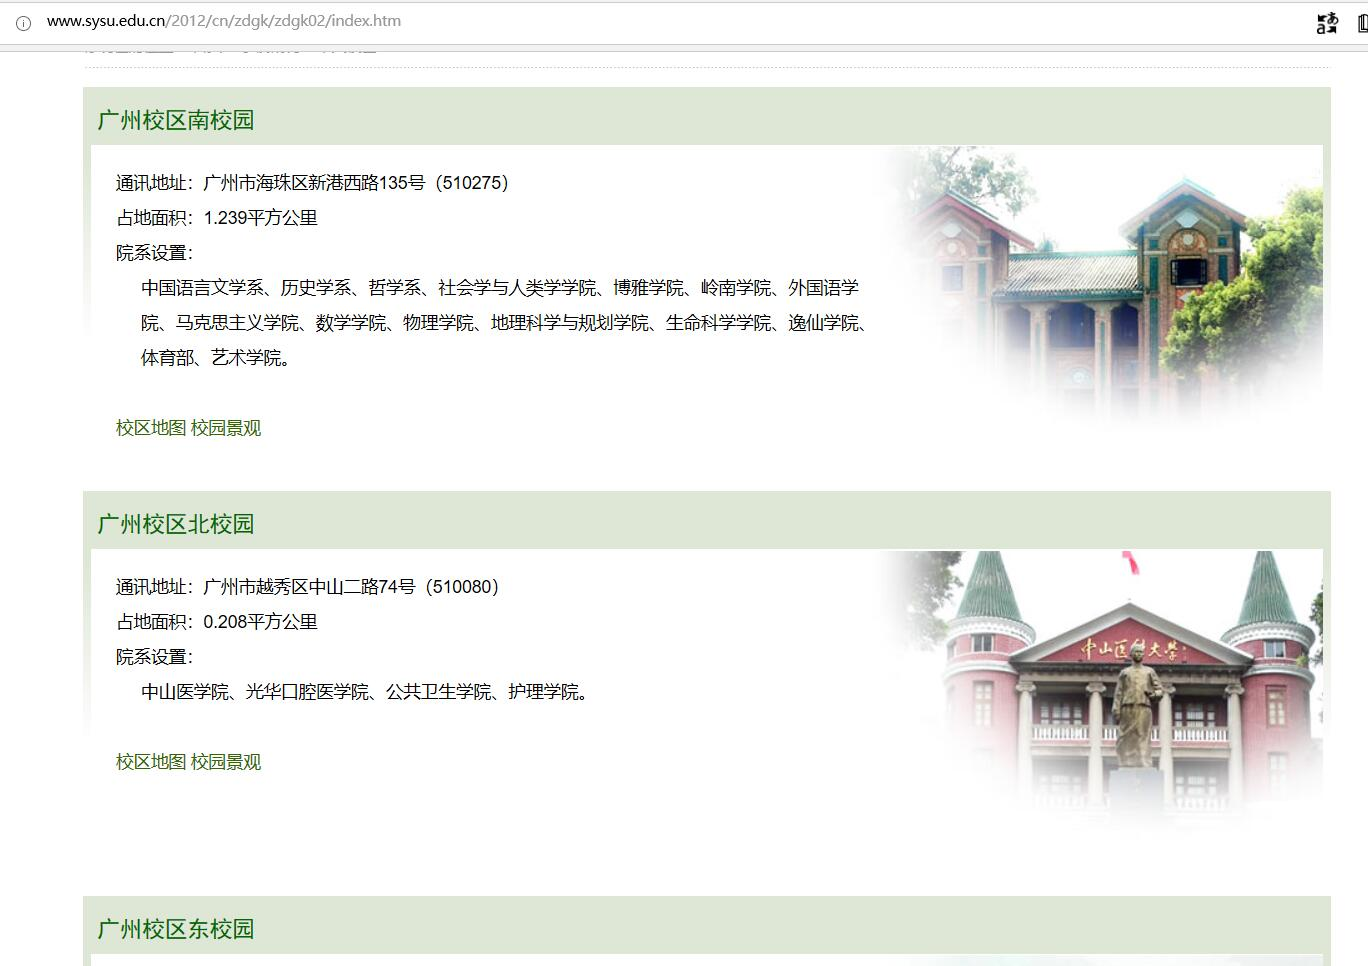 www.sysu.edu.cn/2012/cn/zdgk/zdgk02/index.htm
广州校区南校园
通讯地址：广州市海珠区新港西路135号（510275）
占地面积：1.239平方公里
院系设置：
中国语言文学系、历史学系、哲学系、社会学与人类学学院、博雅学院、岭南学院、外国语学
院、马克思主义学院、数学学院、物理学院、地理科学与规划学院、生命科学学院、逸仙学院、
体育部、艺术学院。
校区地图 校园景观
广州校区北校园
通讯地址：广州市越秀区中山二路74号（510080）
占地面积：0.208平方公里
院系设置：
中山医学院、光华口腔医学院、公共卫生学院、护理学院。
中山医科大学
校区地图 校园景观
广州校区东校园